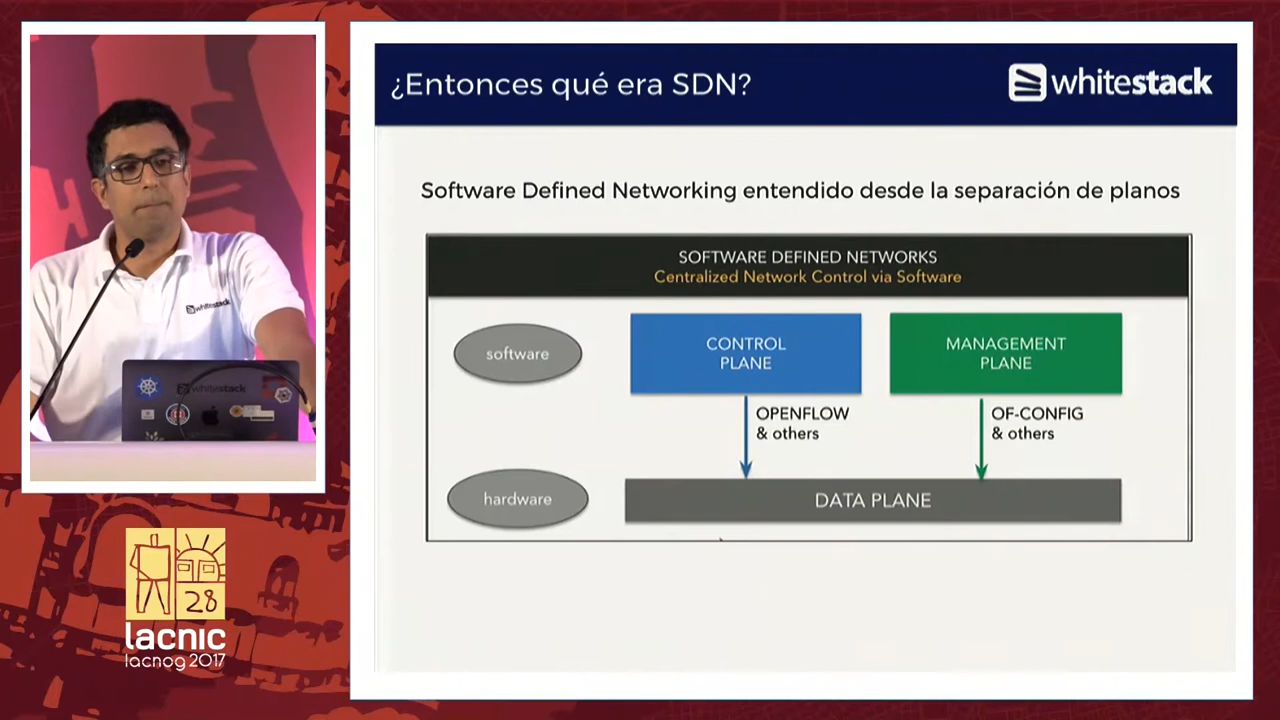 ¿Entonces qué era SDN?
whitestack
Software Defined Networking entendido desde la separación de planos
SOFTWARE DEFINED NETWORKS
Centralized Network Control via Software
software
CONTROL
PLANE
MANAGEMENT
PLANE
OPENFLOW
& others
OF-CONFIG
& others
hardware
DATA PLANE
whitestack
whitestack
28
lacnic
lacnog 2017